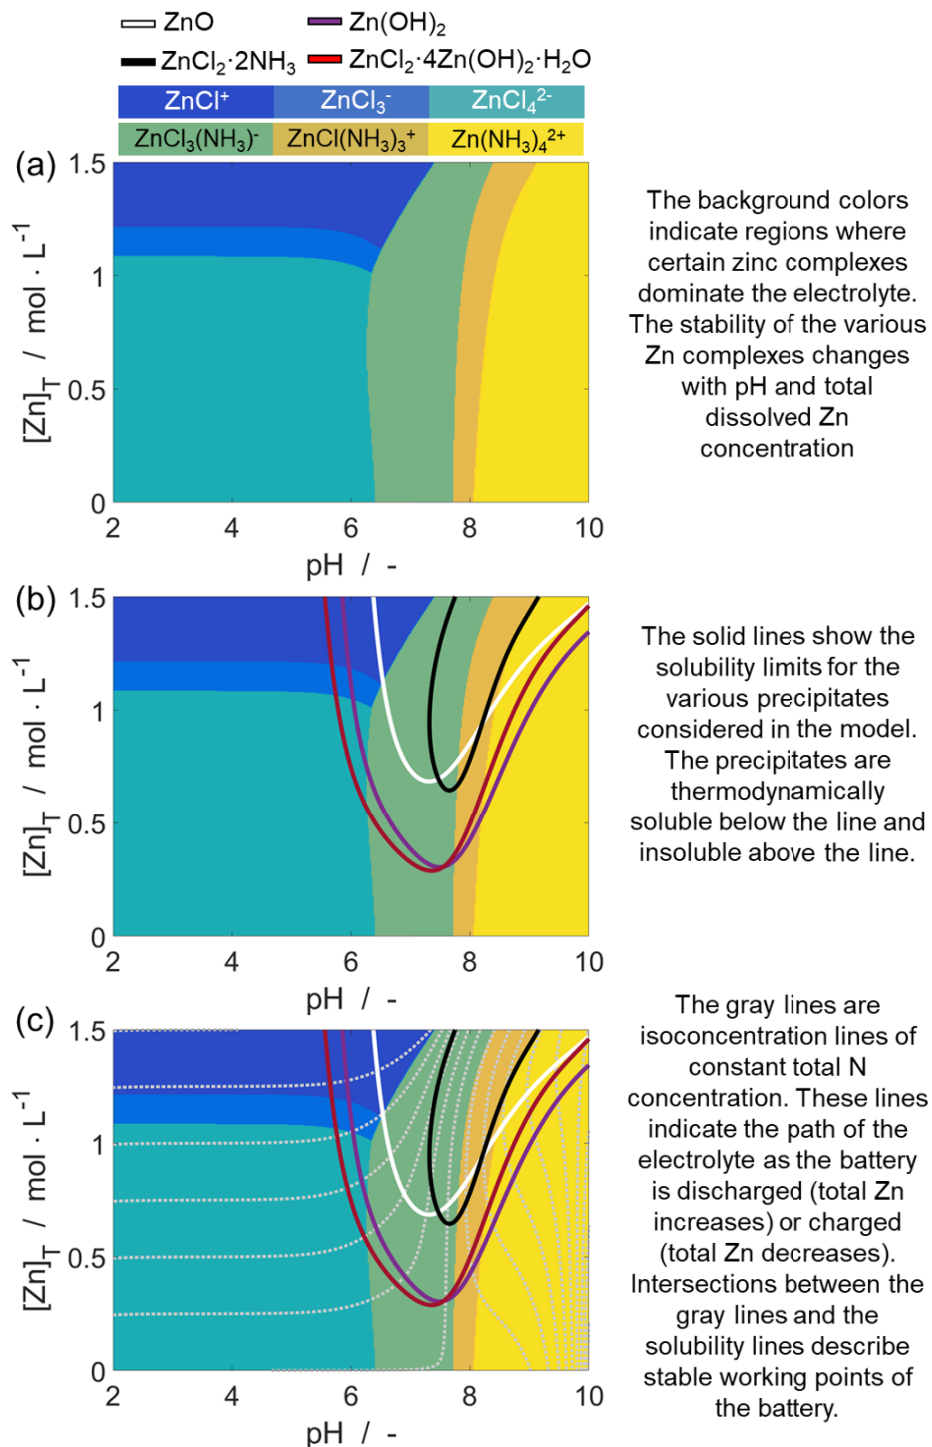 ZnO
Zn(OH)₂
ZnCl₂·2NH₃
ZnCl₂·4Zn(OH)₂·H₂O
ZnCl⁺
ZnCl₃⁻
ZnCl₄²⁻
ZnCl₃(NH₃)⁻
ZnCl(NH₃)₃⁺
Zn(NH₃)₄²⁺
(a)
1.5
1
0.5
0
[Zn]_T / mol · L⁻¹
2 4 6 8 10
pH / -
The background colors
indicate regions where
certain zinc complexes
dominate the electrolyte.
The stability of the various
Zn complexes changes
with pH and total
dissolved Zn
concentration
(b)
1.5
1
0.5
0
[Zn]_T / mol · L⁻¹
2 4 6 8 10
pH / -
The solid lines show the
solubility limits for the
various precipitates
considered in the model.
The precipitates are
thermodynamically
soluble below the line and
insoluble above the line.
(c)
1.5
1
0.5
0
[Zn]_T / mol · L⁻¹
2 4 6 8 10
pH / -
The gray lines are
isoconcentration lines of
constant total N
concentration. These lines
indicate the path of the
electrolyte as the battery
is discharged (total Zn
increases) or charged
(total Zn decreases).
Intersections between the
gray lines and the
solubility lines describe
stable working points of
the battery.